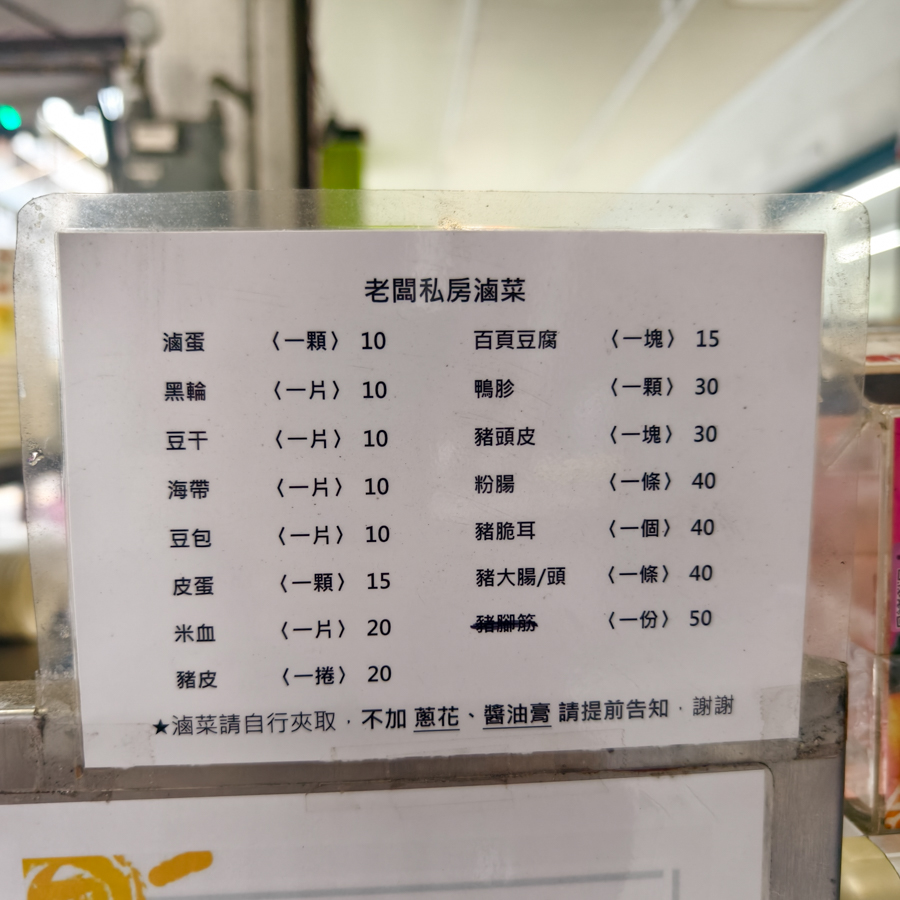 老闆私房滷菜
滷蛋 〈一顆〉 10
黑輪 〈一片〉 10
豆干 〈一片〉 10
海帶 〈一片〉 10
豆包 〈一片〉 10
皮蛋 〈一顆〉 15
米血 〈一片〉 20
豬皮 〈一捲〉 20
百頁豆腐 〈一塊〉 15
鴨胗 〈一顆〉 30
豬頭皮 〈一塊〉 30
粉腸 〈一條〉 40
豬脆耳 〈一個〉 40
豬大腸/頭 〈一條〉 40
豬腳筋 〈一份〉 50
★滷菜請自行夾取，不加 蔥花、醬油膏 請提前告知，謝謝